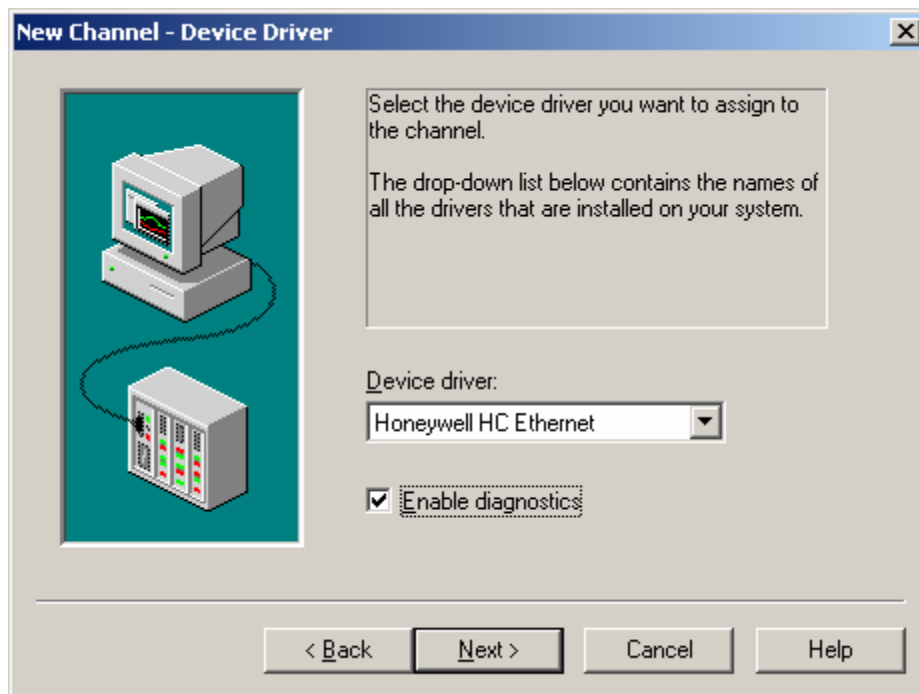 New Channel - Device Driver
Select the device driver you want to assign to
the channel.
The drop-down list below contains the names of
all the drivers that are installed on your system.
Device driver:
Honeywell HC Ethernet
Enable diagnostics
< Back
Next >
Cancel
Help